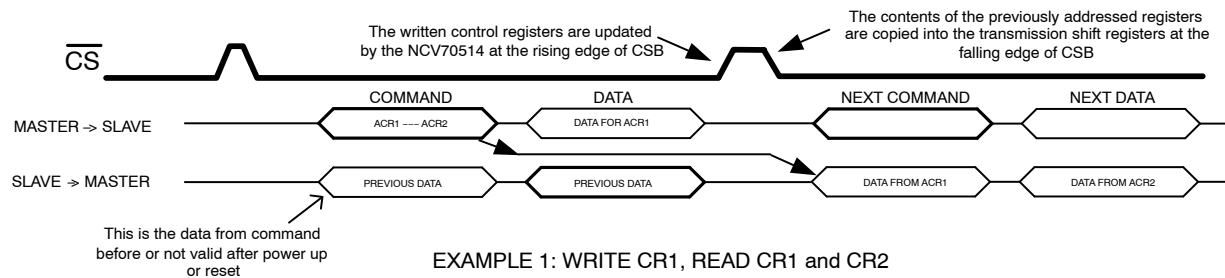 The written control registers are updated
by the NCV70514 at the rising edge of CSB
The contents of the previously addressed registers
are copied into the transmission shift registers at the
falling edge of CSB
CS
COMMAND
DATA
NEXT COMMAND
NEXT DATA
MASTER -> SLAVE
ACR1 --- ACR2
DATA FOR ACR1
SLAVE -> MASTER
PREVIOUS DATA
PREVIOUS DATA
DATA FROM ACR1
DATA FROM ACR2
This is the data from command
before or not valid after power up
or reset
EXAMPLE 1: WRITE CR1, READ CR1 and CR2